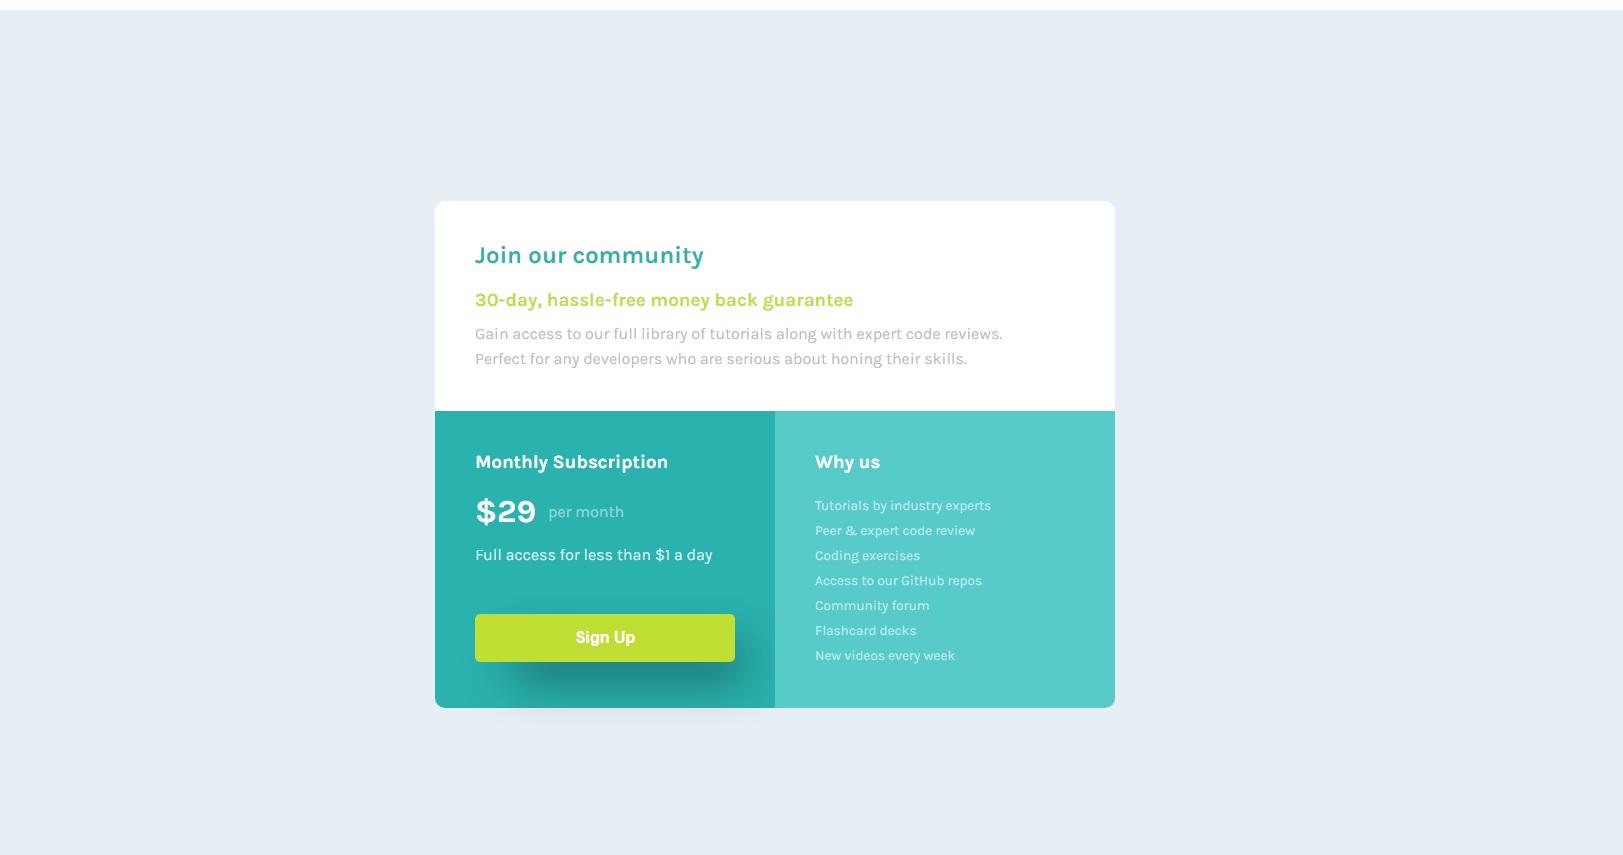 Join our community
30-day, hassle-free money back guarantee
Gain access to our full library of tutorials along with expert code reviews.
Perfect for any developers who are serious about honing their skills.
Monthly Subscription
$29 per month
Full access for less than $1 a day
Sign Up
Why us
Tutorials by industry experts
Peer & expert code review
Coding exercises
Access to our GitHub repos
Community forum
Flashcard decks
New videos every week